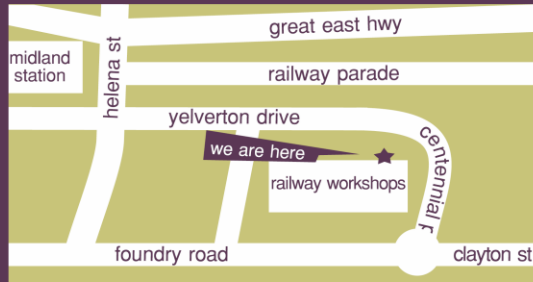 great east hwy
midland
station
helena st
railway parade
yelverton drive
we are here
centennial
railway workshops
foundry road
clayton st